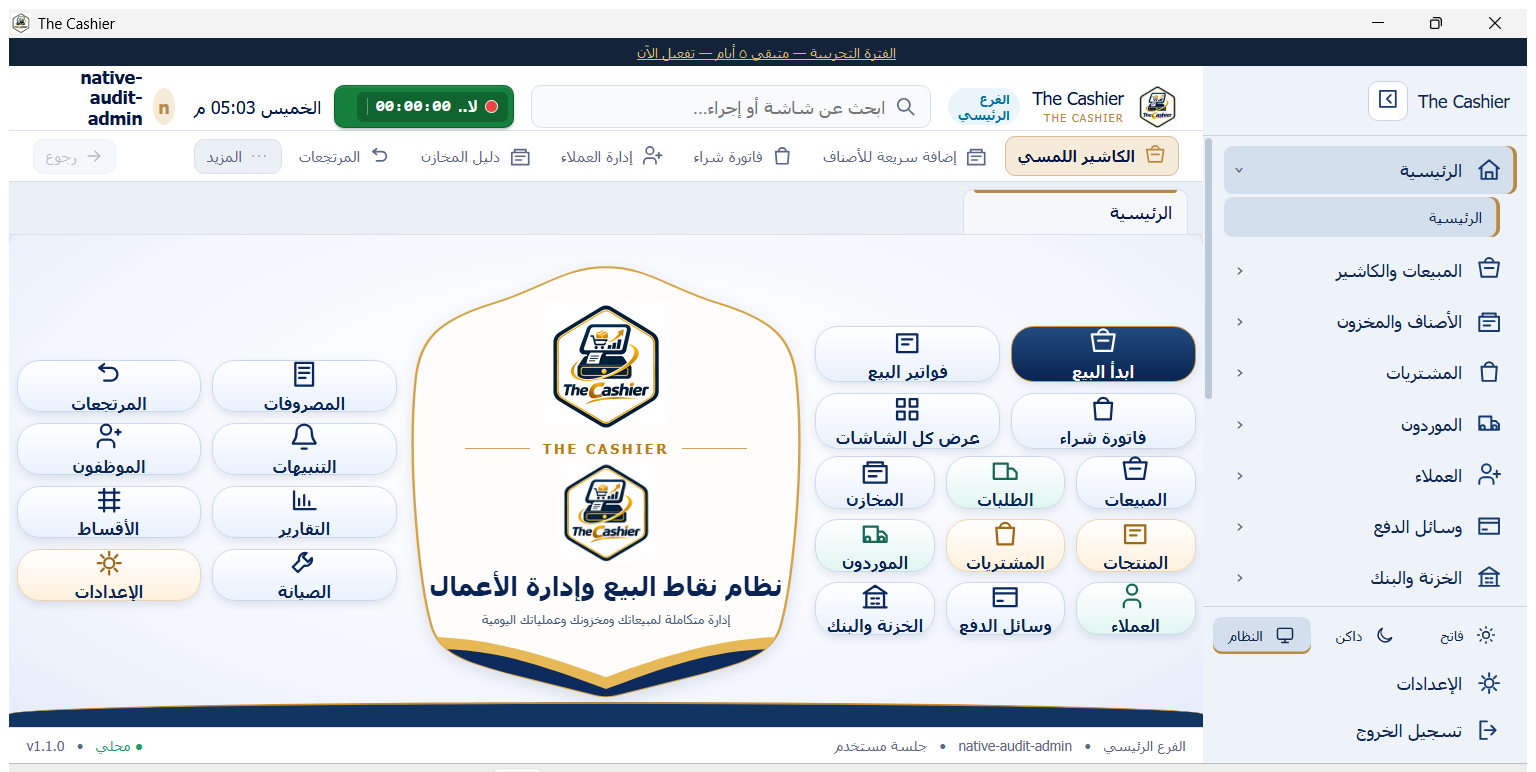 The Cashier
الفترة التجريبية — متبقي ٥ أيام — تفعيل الآن
The Cashier
الرئيسية
الرئيسية
المبيعات والكاشير
الأصناف والمخزون
المشتريات
الموردون
العملاء
وسائل الدفع
الخزنة والبنك
فاتح
داكن
النظام
الإعدادات
تسجيل الخروج
The Cashier
THE CASHIER
الفرع
الرئيسي
ابحث عن شاشة أو إجراء...
لا.. 00:00:00
الخميس 05:03 م
n
native-
audit-
admin
الكاشير اللمسي
إضافة سريعة للأصناف
فاتورة شراء
إدارة العملاء
دليل المخازن
المرتجعات
المزيد
رجوع
الرئيسية
ابدأ البيع
فواتير البيع
فاتورة شراء
عرض كل الشاشات
المبيعات
الطلبات
المخازن
المنتجات
المشتريات
الموردون
العملاء
وسائل الدفع
الخزنة والبنك
The Cashier
THE CASHIER
The Cashier
نظام نقاط البيع وإدارة الأعمال
إدارة متكاملة لمبيعاتك ومخزونك وعملياتك اليومية
المصروفات
المرتجعات
التنبيهات
الموظفون
التقارير
الأقساط
الصيانة
الإعدادات
الفرع الرئيسي • native-audit-admin • جلسة مستخدم
محلي • v1.1.0